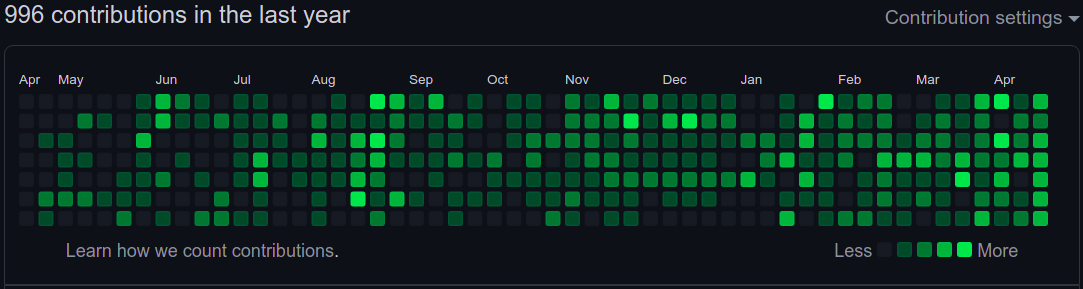 996 contributions in the last year
Contribution settings
Apr May Jun Jul Aug Sep Oct Nov Dec Jan Feb Mar Apr
Learn how we count contributions.
Less More